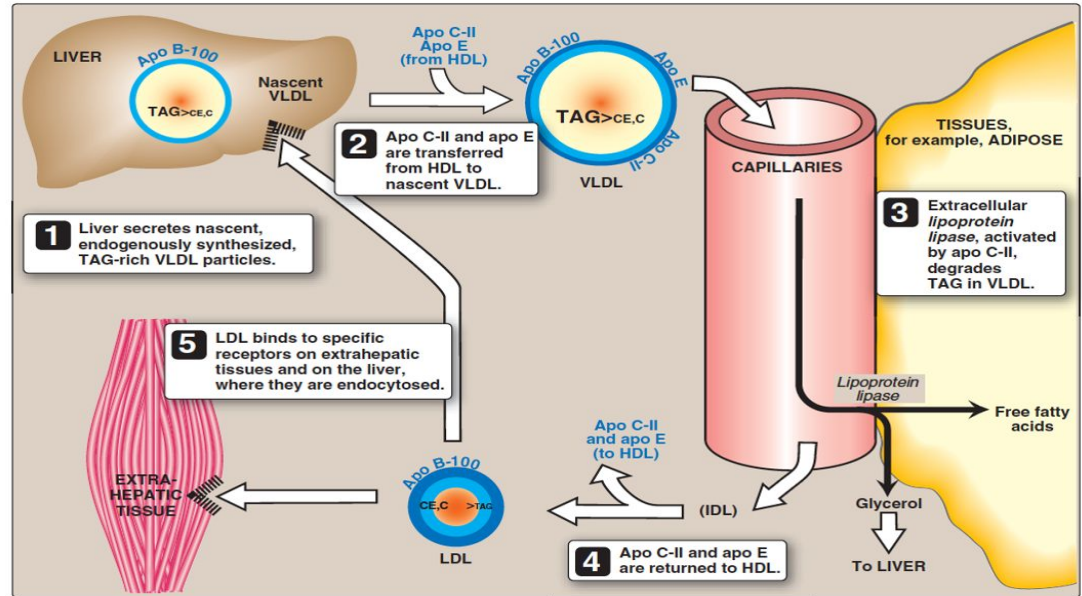 LIVER
Apo B-100
Nascent
VLDL
TAG>CE,C
Apo C-II
Apo E
(from HDL)
Apo B-100
Apo E
Apo C-II
TAG>CE,C
VLDL
1 Liver secretes nascent,
endogenously synthesized,
TAG-rich VLDL particles.
2 Apo C-II and apo E
are transferred
from HDL to
nascent VLDL.
CAPILLARIES
TISSUES,
for example, ADIPOSE
3 Extracellular
lipoprotein
lipase, activated
by apo C-II,
degrades
TAG in VLDL.
Lipoprotein
lipase
Free fatty
acids
Glycerol
To LIVER
(IDL)
Apo C-II
and apo E
(to HDL)
4 Apo C-II and apo E
are returned to HDL.
Apo B-100
CE,C >TAG
LDL
5 LDL binds to specific
receptors on extrahepatic
tissues and on the liver,
where they are endocytosed.
EXTRA-
HEPATIC
TISSUE